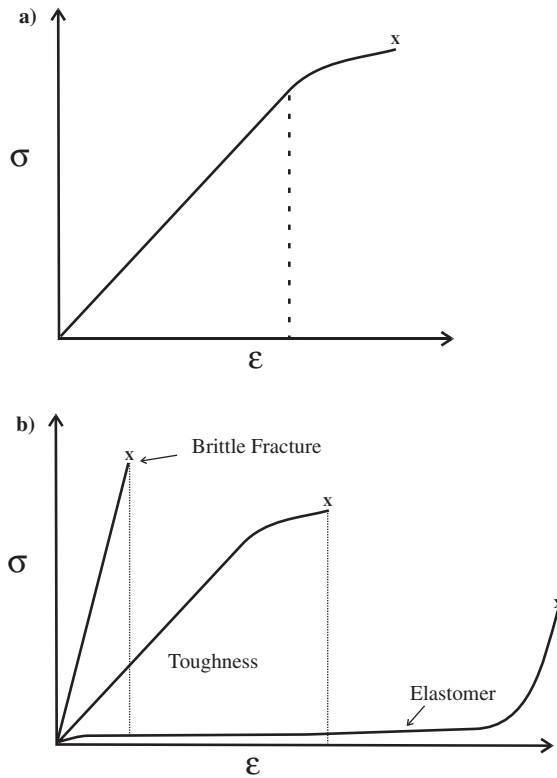 a)
x
σ
ε
b)
x
Brittle Fracture
x
σ
Toughness
x
Elastomer
ε